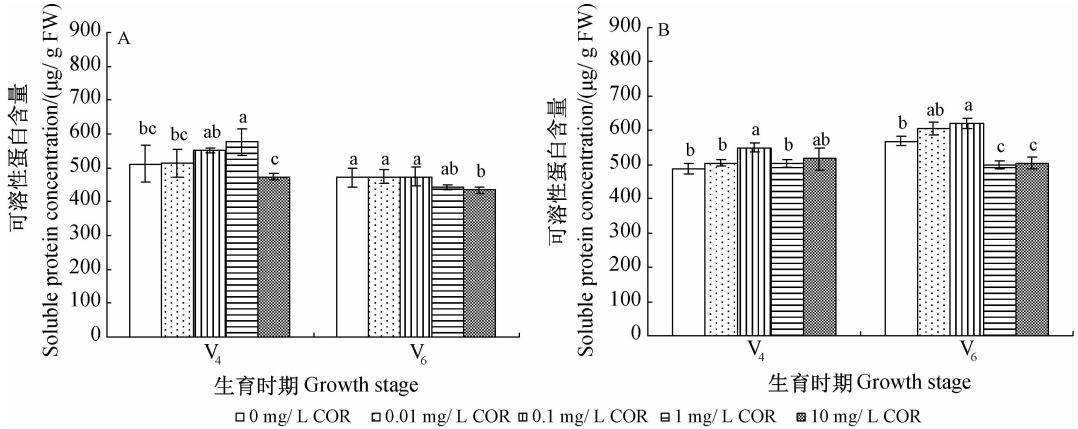 A
可溶性蛋白含量
Soluble protein concentration/(μg/ g FW)
900
800
700
600
500
400
300
200
100
0
bc bc ab a c
a a a ab b
V4 V6
生育时期 Growth stage
B
可溶性蛋白含量
Soluble protein concentration/(μg/ g FW)
900
800
700
600
500
400
300
200
100
0
b b a b ab
b ab a c c
V4 V6
生育时期 Growth stage
0 mg/ L COR 0.01 mg/ L COR 0.1 mg/ L COR 1 mg/ L COR 10 mg/ L COR